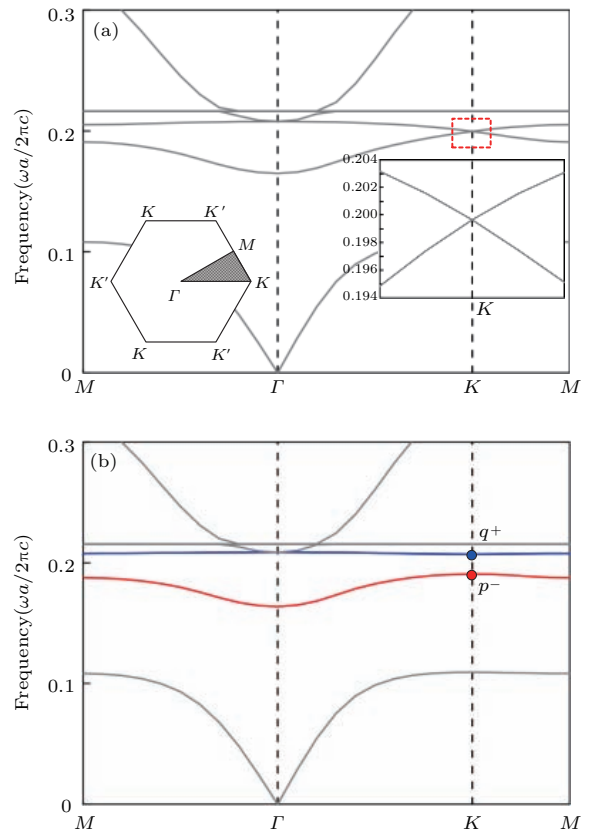 (a)
0.3
0.2
0.1
0
Frequency(ωa/2πc)
K
K′
M
K′
Γ
K
K
K′
0.204
0.202
0.200
0.198
0.196
0.194
K
M
Γ
K
M
(b)
0.3
0.2
0.1
0
Frequency(ωa/2πc)
q⁺
p⁻
M
Γ
K
M